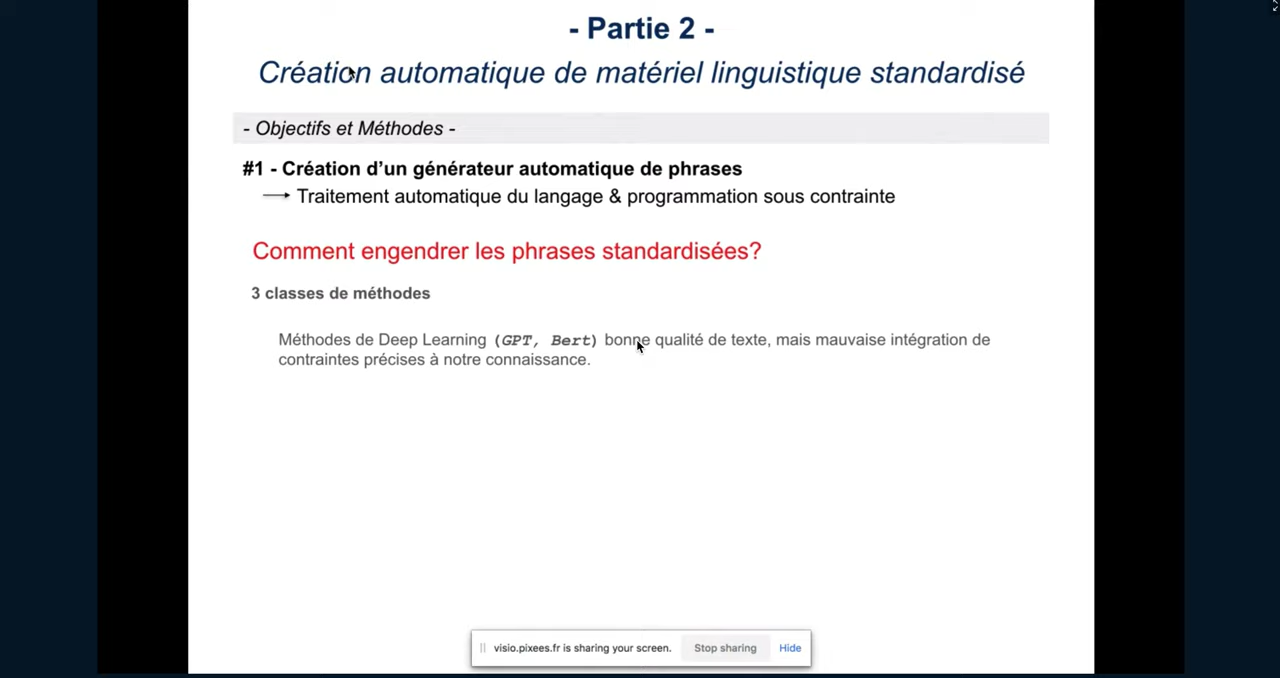 - Partie 2 -
Création automatique de matériel linguistique standardisé
- Objectifs et Méthodes -
#1 - Création d’un générateur automatique de phrases
⟶ Traitement automatique du langage & programmation sous contrainte
Comment engendrer les phrases standardisées?
3 classes de méthodes
Méthodes de Deep Learning (GPT, Bert) bonne qualité de texte, mais mauvaise intégration de
contraintes précises à notre connaissance.
visio.pixees.fr is sharing your screen. Stop sharing Hide